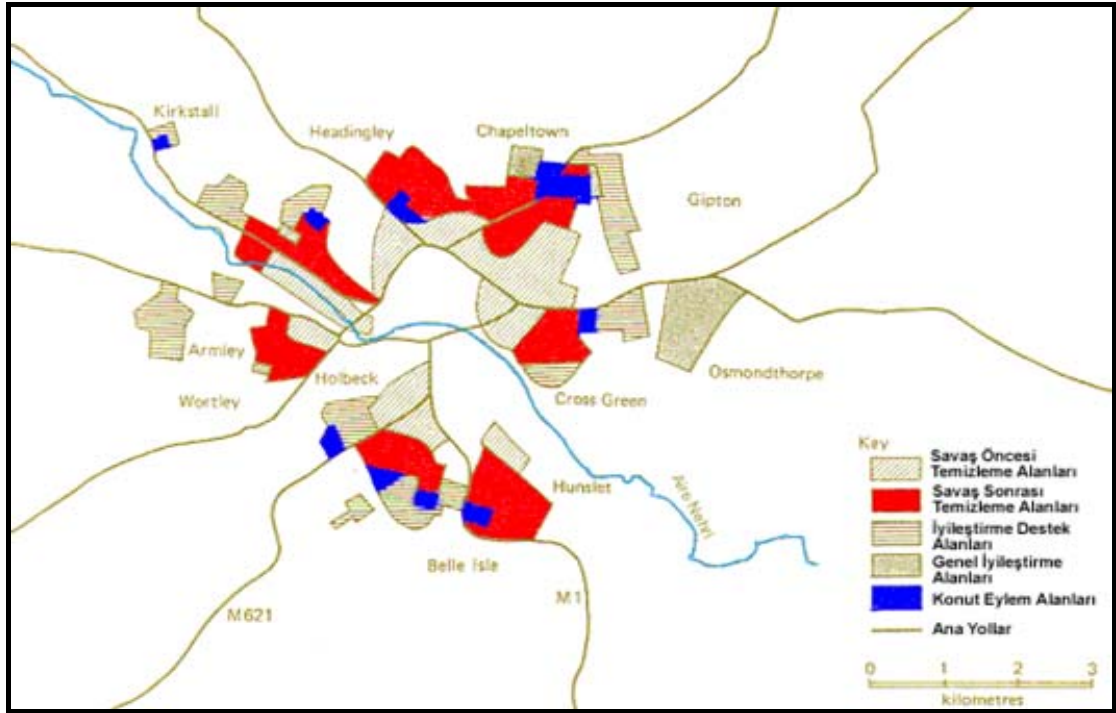 Kirkstall
Headingley
Chapeltown
Gipton
Armley
Wortley
Holbeck
Osmondthorpe
Cross Green
Hunslet
Aire Nehri
Belle Isle
M1
M621
Key
Savaş Öncesi
Temizleme Alanları
Savaş Sonrası
Temizleme Alanları
İyileştirme Destek
Alanları
Genel İyileştirme
Alanları
Konut Eylem Alanları
Ana Yollar
0 1 2 3
kilometres